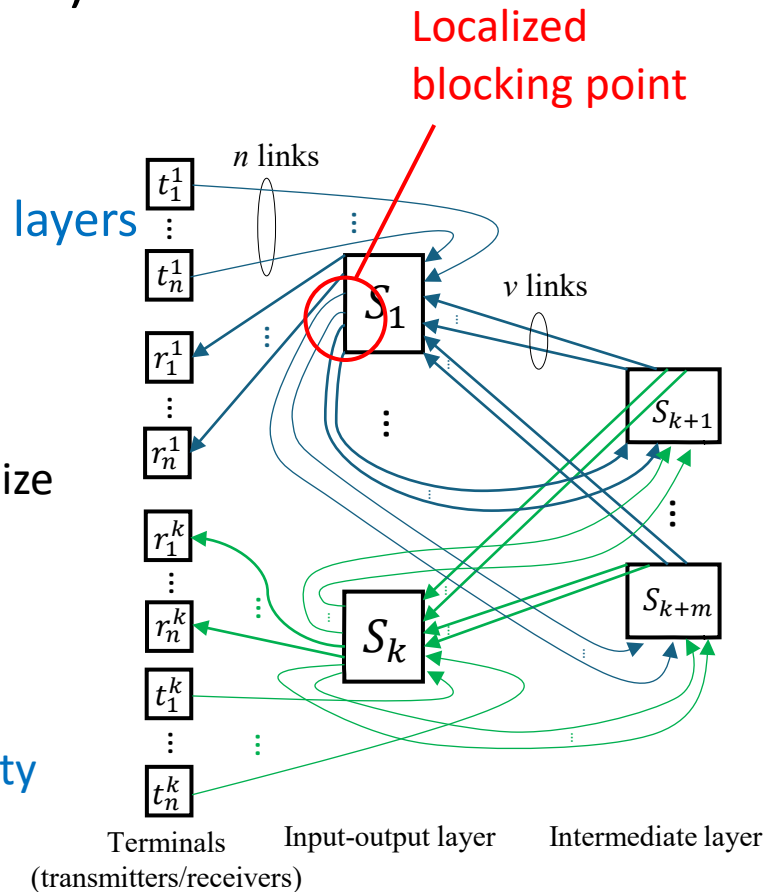 Localized
blocking point
n links
t_1^1
layers
t_n^1
S_1
v links
r_1^1
S_{k+1}
r_n^1
ize
r_1^k
S_{k+m}
r_n^k
S_k
t_1^k
ty
t_n^k
Terminals
(transmitters/receivers)
Input-output layer
Intermediate layer